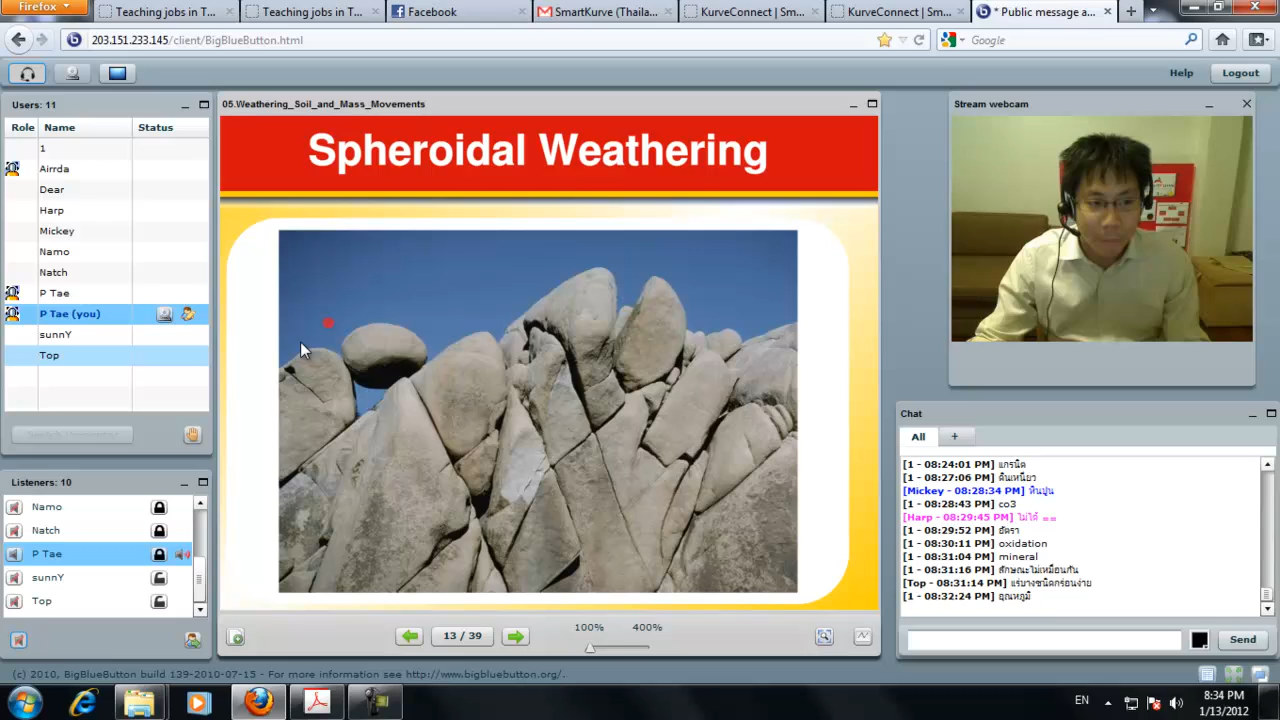 Firefox
Teaching jobs in T...
Teaching jobs in T...
Facebook
SmartKurve (Thaila...
KurveConnect | Sm...
KurveConnect | Sm...
* Public message a...
203.151.233.145/client/BigBlueButton.html
Google
Help
Logout
Users: 11
Role Name Status
1
Airrda
Dear
Harp
Mickey
Namo
Natch
P Tae
P Tae (you)
sunnY
Top
Listeners: 10
Namo
Natch
P Tae
sunnY
Top
05.Weathering_Soil_and_Mass_Movements
Spheroidal Weathering
13 / 39
100% 400%
Stream webcam
Chat
All
+
[1 - 08:24:01 PM] แกรนิต
[1 - 08:27:06 PM] ดินเหนียว
[Mickey - 08:28:34 PM] หินปูน
[1 - 08:28:43 PM] co3
[Harp - 08:29:45 PM] ไม่ได้ ==
[1 - 08:29:52 PM] อัตรา
[1 - 08:30:11 PM] oxidation
[1 - 08:31:04 PM] mineral
[1 - 08:31:16 PM] ลักษณะไม่เหมือนกัน
[Top - 08:31:14 PM] แร่บางชนิดกร่อนง่าย
[1 - 08:32:24 PM] อุณหภูมิ
Send
(c) 2010, BigBlueButton build 139-2010-07-15 - For more information see http://www.bigbluebutton.org/.
EN
8:34 PM
1/13/2012